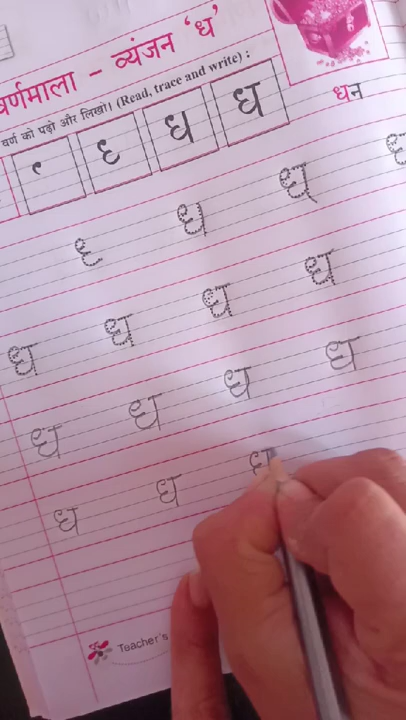 वर्णमाला – व्यंजन ‘ध’
वर्ण को पढ़ो और लिखो। (Read, trace and write) :
ध ध
धन
ध ध
ध ध ध ध
ध ध ध ध
ध ध ध
Teacher's